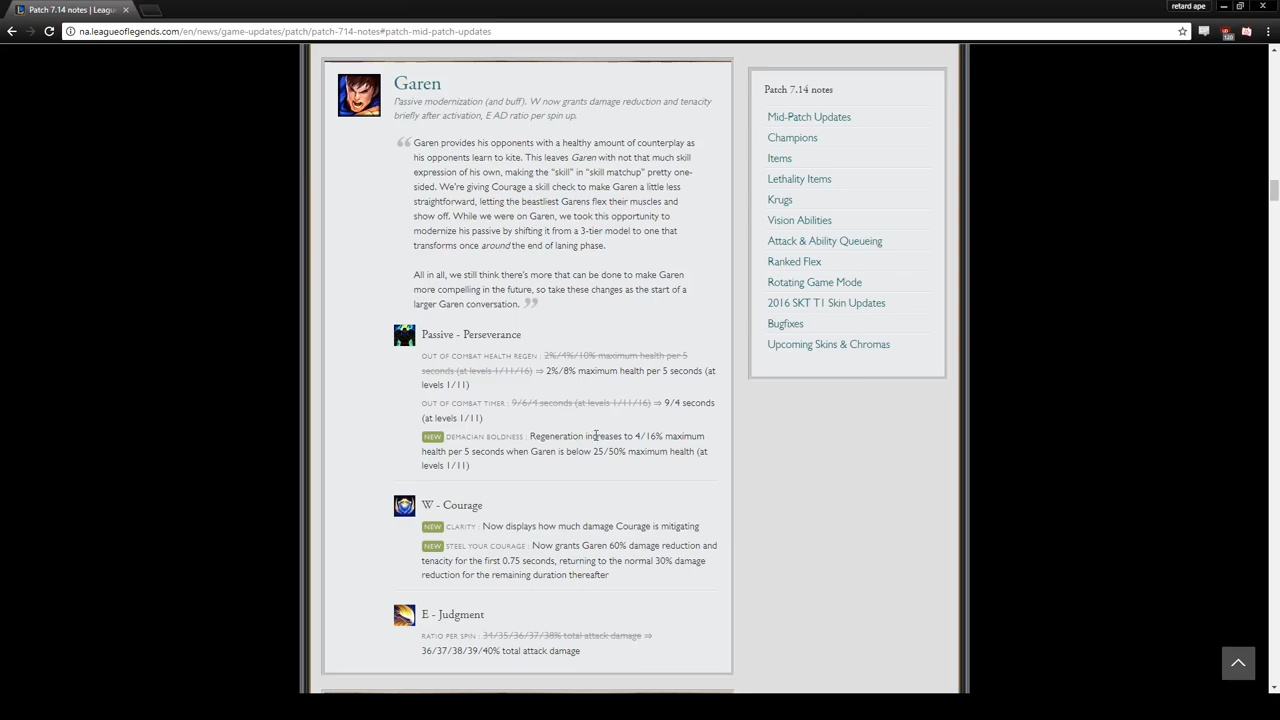 Patch 7.14 notes | Leagu
retard ape
na.leagueoflegends.com/en/news/game-updates/patch/patch-714-notes#patch-mid-patch-updates
120
Garen
Passive modernization (and buff). W now grants damage reduction and tenacity
briefly after activation, E AD ratio per spin up.
Garen provides his opponents with a healthy amount of counterplay as
his opponents learn to kite. This leaves Garen with not that much skill
expression of his own, making the “skill” in “skill matchup” pretty one-
sided. We're giving Courage a skill check to make Garen a little less
straightforward, letting the beastliest Garens flex their muscles and
show off. While we were on Garen, we took this opportunity to
modernize his passive by shifting it from a 3-tier model to one that
transforms once around the end of laning phase.
All in all, we still think there's more that can be done to make Garen
more compelling in the future, so take these changes as the start of a
larger Garen conversation.
Passive - Perseverance
OUT OF COMBAT HEALTH REGEN : 2%/4%/10% maximum health per 5
seconds (at levels 1/11/16) ⇒ 2%/8% maximum health per 5 seconds (at
levels 1/11)
OUT OF COMBAT TIMER : 9/6/4 seconds (at levels 1/11/16) ⇒ 9/4 seconds
(at levels 1/11)
NEW DEMACIAN BOLDNESS : Regeneration increases to 4/16% maximum
health per 5 seconds when Garen is below 25/50% maximum health (at
levels 1/11)
W - Courage
NEW CLARITY : Now displays how much damage Courage is mitigating
NEW STEEL YOUR COURAGE : Now grants Garen 60% damage reduction and
tenacity for the first 0.75 seconds, returning to the normal 30% damage
reduction for the remaining duration thereafter
E - Judgment
RATIO PER SPIN : 34/35/36/37/38% total attack damage ⇒
36/37/38/39/40% total attack damage
Patch 7.14 notes
Mid-Patch Updates
Champions
Items
Lethality Items
Krugs
Vision Abilities
Attack & Ability Queueing
Ranked Flex
Rotating Game Mode
2016 SKT T1 Skin Updates
Bugfixes
Upcoming Skins & Chromas